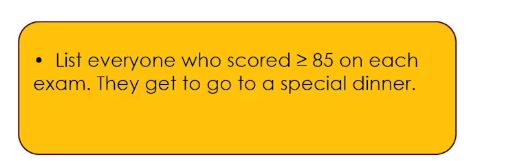 • List everyone who scored ≥ 85 on each
exam. They get to go to a special dinner.